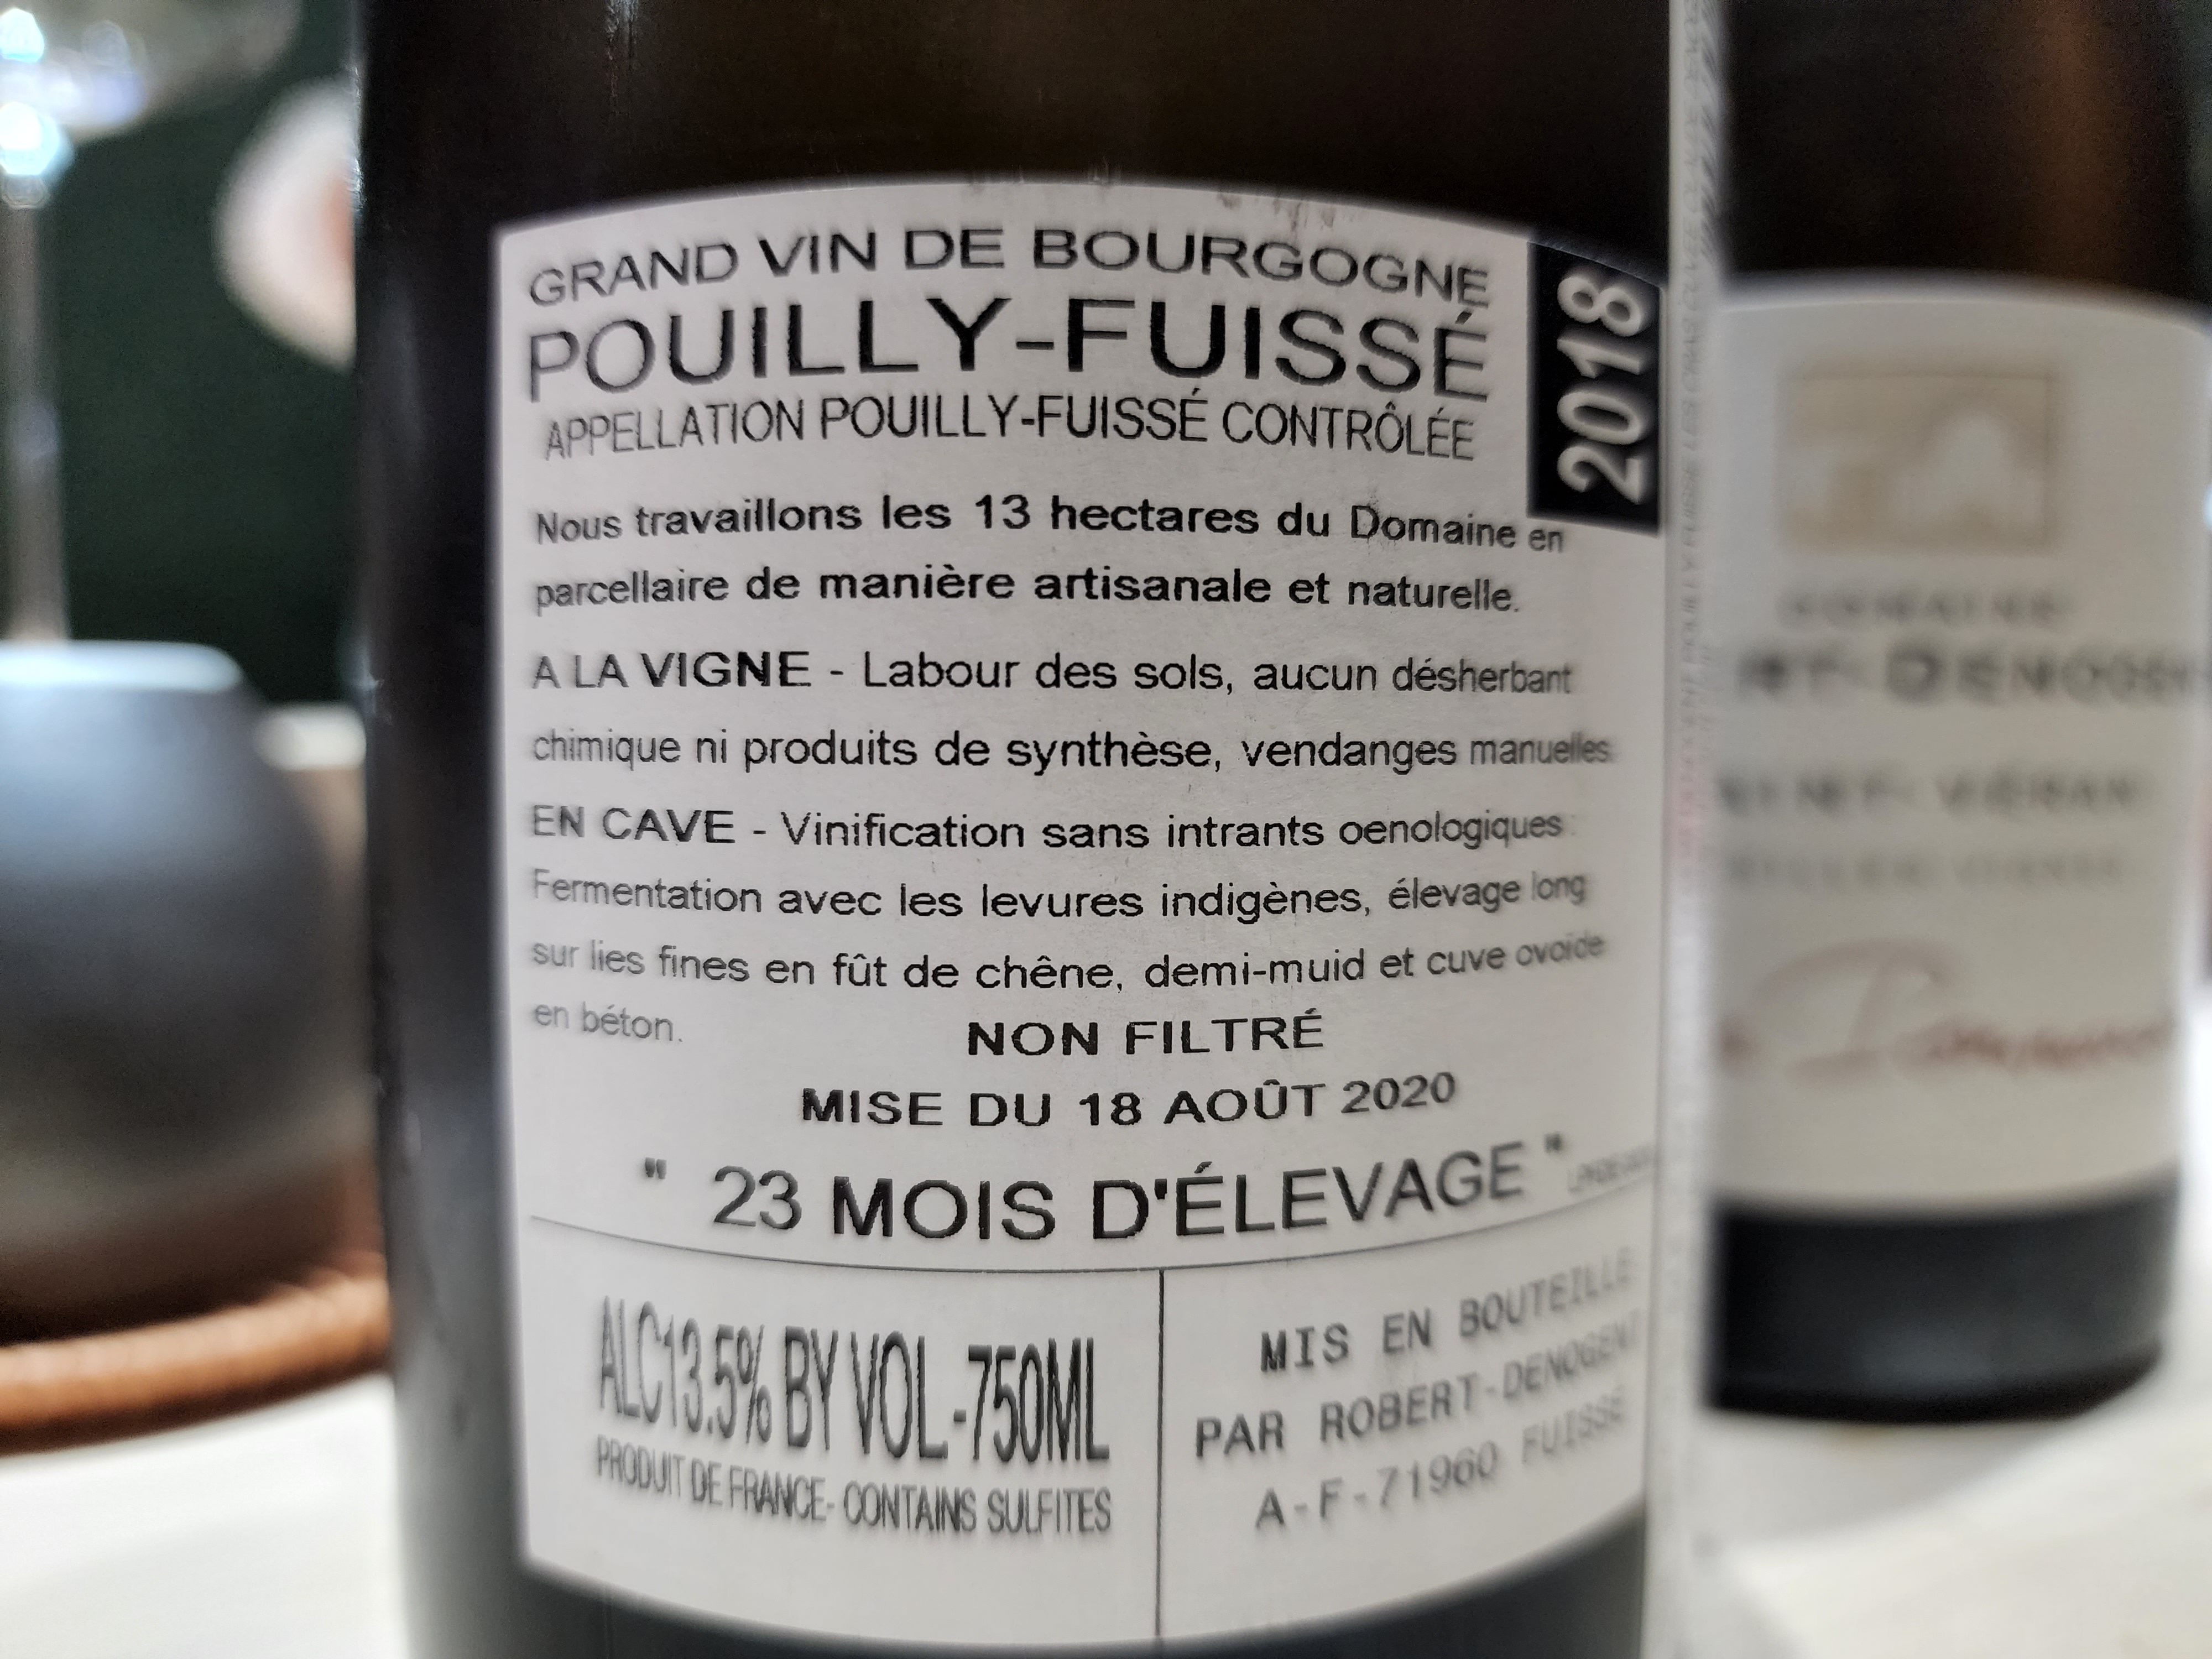 GRAND VIN DE BOURGOGNE
POUILLY-FUISSÉ
APPELLATION POUILLY-FUISSÉ CONTRÔLÉE
2018
Nous travaillons les 13 hectares du Domaine en
parcellaire de manière artisanale et naturelle.
A LA VIGNE - Labour des sols, aucun désherbant
chimique ni produits de synthèse, vendanges manuelles
EN CAVE - Vinification sans intrants oenologiques
Fermentation avec les levures indigènes, élevage long
sur lies fines en fût de chêne, demi-muid et cuve ovoïde
en béton.
NON FILTRÉ
MISE DU 18 AOÛT 2020
" 23 MOIS D'ÉLEVAGE "
ALC13.5% BY VOL-750ML
PRODUIT DE FRANCE- CONTAINS SULFITES
MIS EN BOUTEILLE
PAR ROBERT-DENOGENT
A-F-71960 FUISSE
DOMAINE